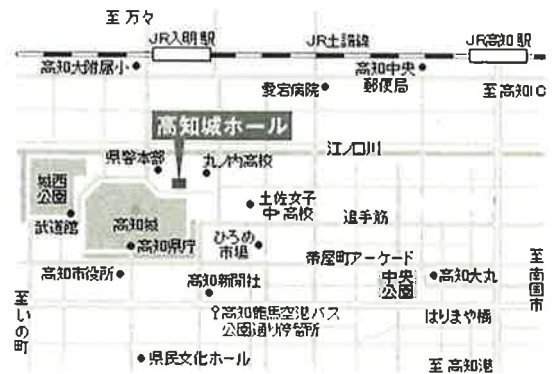 至 万々
JR入明駅
JR土讃線
JR高知駅
高知大附属小
高知中央
郵便局
愛宕病院
至 高知IC
高知城ホール
江ノ口川
県警本部
丸ノ内高校
城西
公園
土佐女子
中・高校
追手筋
武道館
高知城
高知県庁
ひろめ
市場
帯屋町アーケード
高知市役所
中央
公園
高知大丸
高知新聞社
至南国市
至いの町
高知龍馬空港バス
公園通り停留所
はりまや橋
県民文化ホール
至 高知港